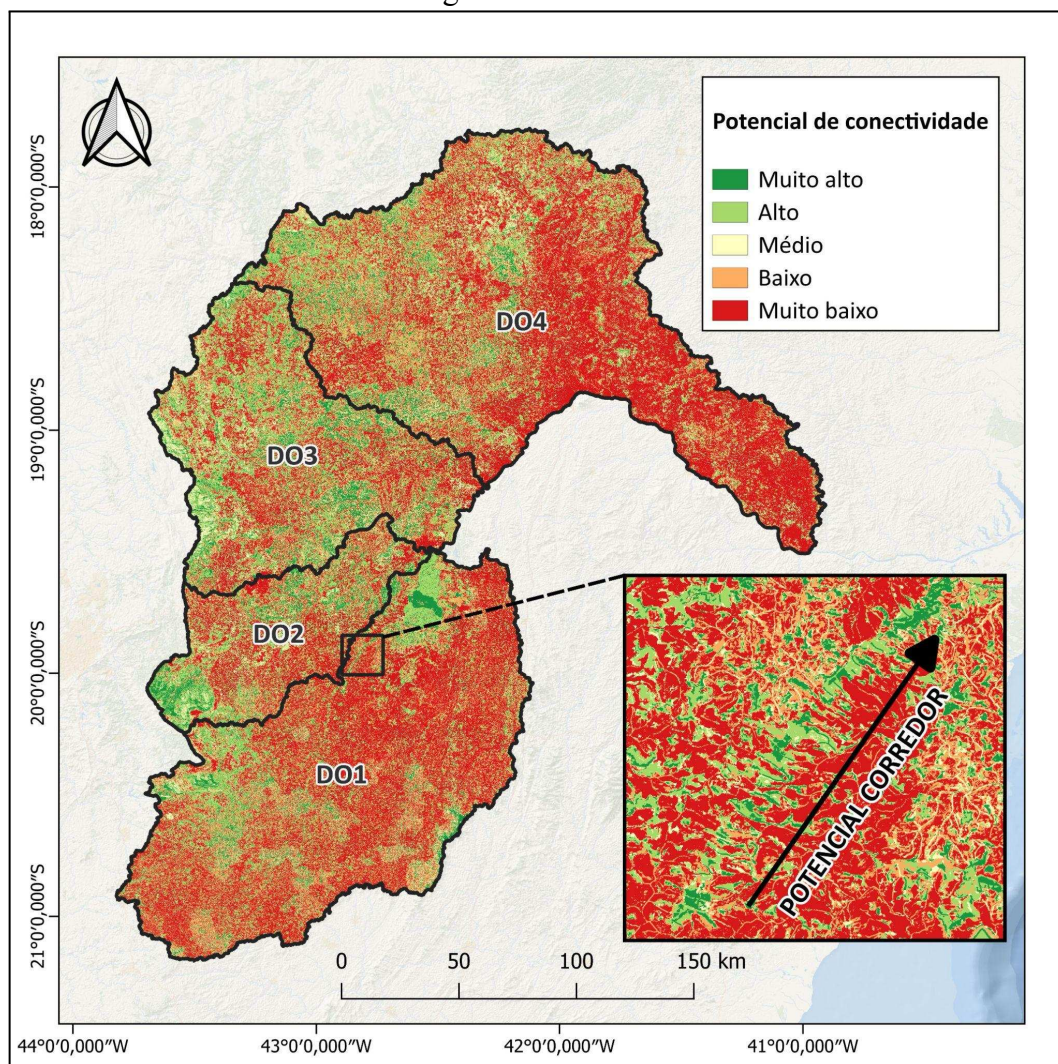 Potencial de conectividade
Muito alto
Alto
Médio
Baixo
Muito baixo
18°0'0,000"S
19°0'0,000"S
20°0'0,000"S
21°0'0,000"S
DO4
DO3
DO2
DO1
POTENCIAL CORREDOR
0 50 100 150 km
44°0'0,000"W 43°0'0,000"W 42°0'0,000"W 41°0'0,000"W